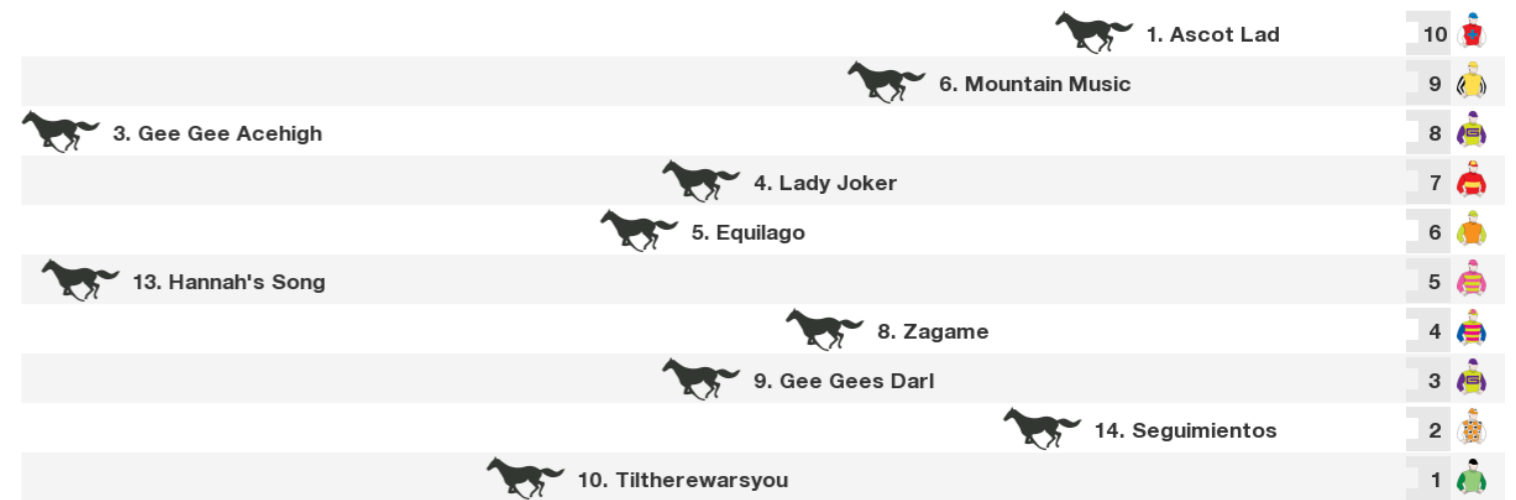 1. Ascot Lad 10
6. Mountain Music 9
3. Gee Gee Acehigh 8
4. Lady Joker 7
5. Equilago 6
13. Hannah's Song 5
8. Zagame 4
9. Gee Gees Darl 3
14. Seguimientos 2
10. Tiltherewarsyou 1